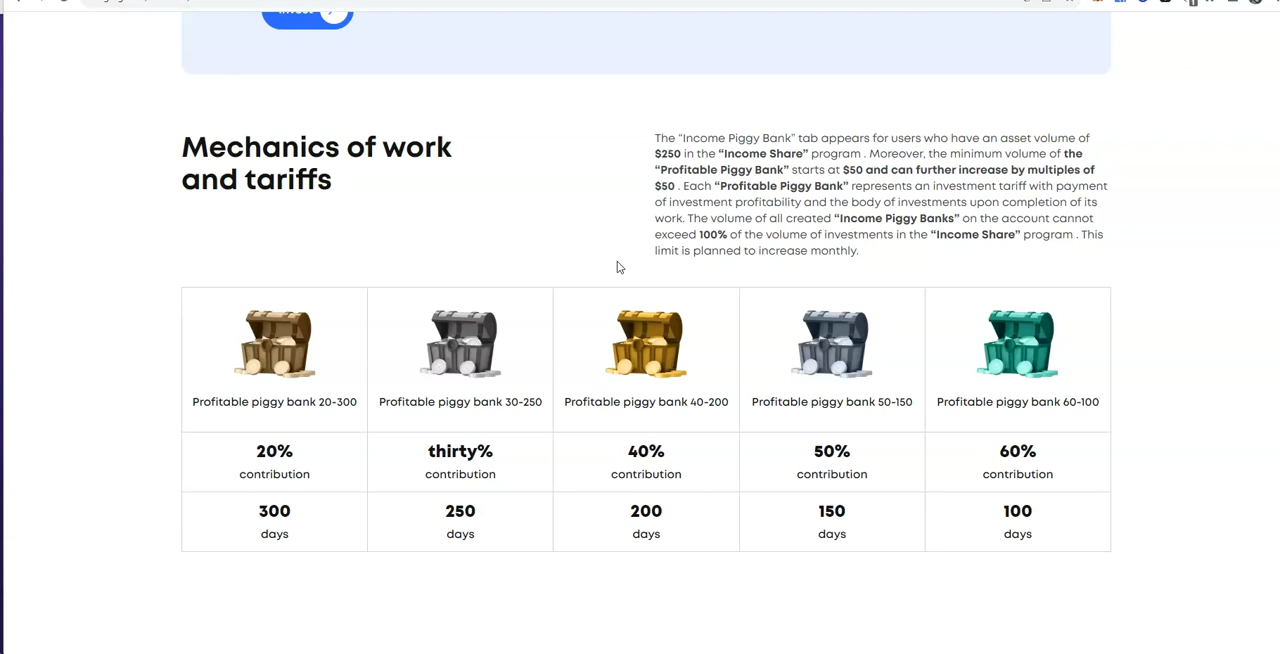 Mechanics of work
and tariffs
The “Income Piggy Bank” tab appears for users who have an asset volume of
$250 in the “Income Share” program . Moreover, the minimum volume of the
“Profitable Piggy Bank” starts at $50 and can further increase by multiples of
$50 . Each “Profitable Piggy Bank” represents an investment tariff with payment
of investment profitability and the body of investments upon completion of its
work. The volume of all created “Income Piggy Banks” on the account cannot
exceed 100% of the volume of investments in the “Income Share” program . This
limit is planned to increase monthly.
Profitable piggy bank 20-300
Profitable piggy bank 30-250
Profitable piggy bank 40-200
Profitable piggy bank 50-150
Profitable piggy bank 60-100
20%
thirty%
40%
50%
60%
contribution
contribution
contribution
contribution
contribution
300
250
200
150
100
days
days
days
days
days